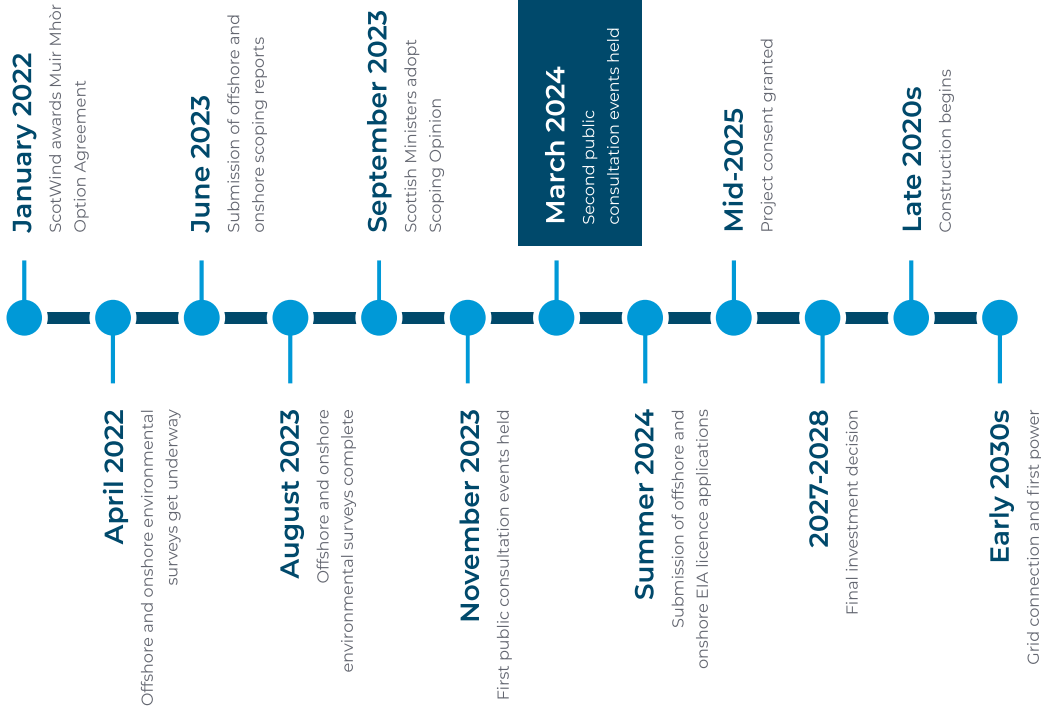 January 2022
ScotWind awards Muir Mhòr
Option Agreement
April 2022
Offshore and onshore environmental
surveys get underway
June 2023
Submission of offshore and
onshore scoping reports
August 2023
Offshore and onshore
environmental surveys complete
September 2023
Scottish Ministers adopt
Scoping Opinion
November 2023
First public consultation events held
March 2024
Second public
consultation events held
Summer 2024
Submission of offshore and
onshore EIA licence applications
Mid-2025
Project consent granted
2027-2028
Final investment decision
Late 2020s
Construction begins
Early 2030s
Grid connection and first power